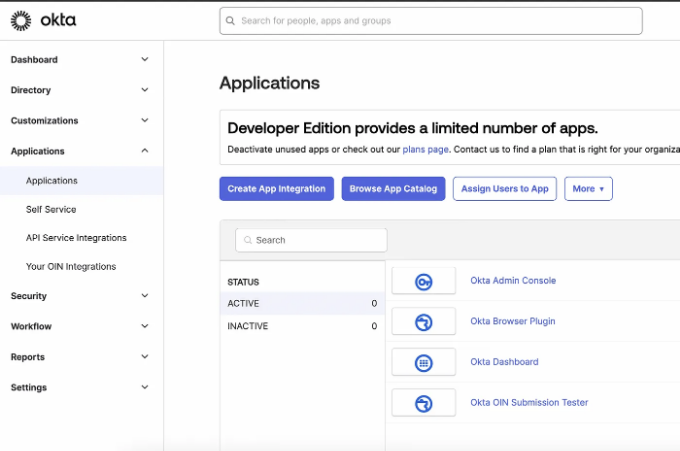 okta
Search for people, apps and groups
Dashboard
Directory
Customizations
Applications
Applications
Self Service
API Service Integrations
Your OIN Integrations
Security
Workflow
Reports
Settings
Applications
Developer Edition provides a limited number of apps.
Deactivate unused apps or check out our plans page. Contact us to find a plan that is right for your
Create App Integration
Browse App Catalog
Assign Users to App
More
Search
STATUS
ACTIVE 0
INACTIVE 0
Okta Admin Console
Okta Browser Plugin
Okta Dashboard
Okta OIN Submission Tester